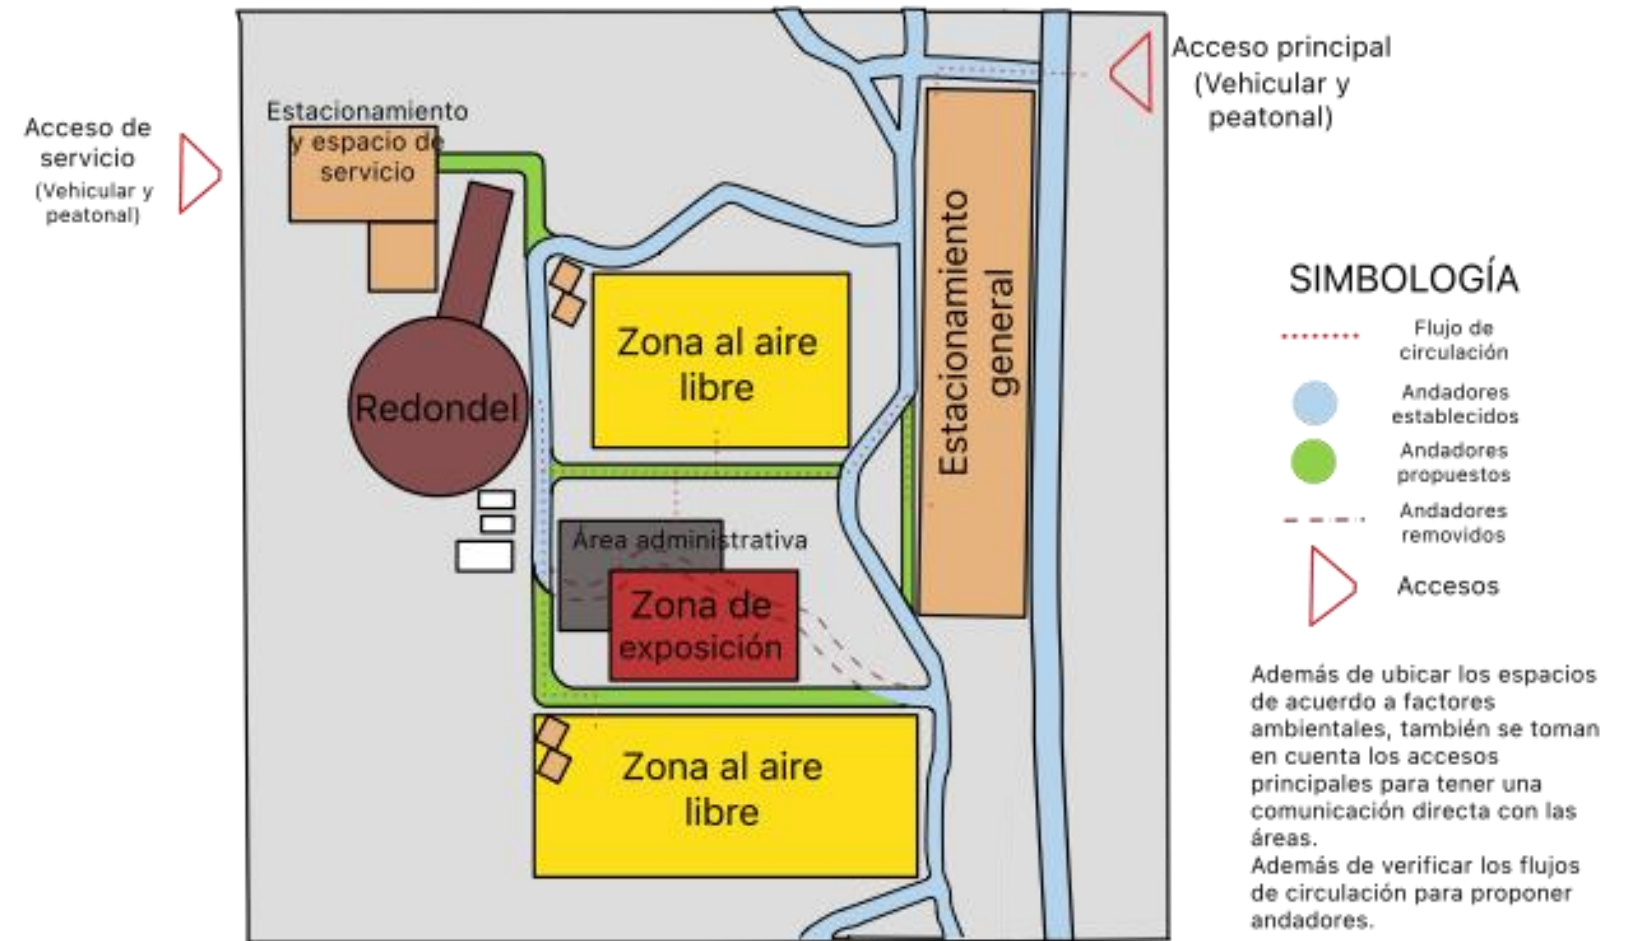 Acceso principal
(Vehicular y
peatonal)
Estacionamiento
y espacio de
servicio
Acceso de
servicio
(Vehicular y
peatonal)
Estacionamiento
general
Zona al aire
libre
Redondel
Área administrativa
Zona de
exposición
Zona al aire
libre
SIMBOLOGÍA
Flujo de
circulación
Andadores
establecidos
Andadores
propuestos
Andadores
removidos
Accesos
Además de ubicar los espacios
de acuerdo a factores
ambientales, también se toman
en cuenta los accesos
principales para tener una
comunicación directa con las
áreas.
Además de verificar los flujos
de circulación para proponer
andadores.